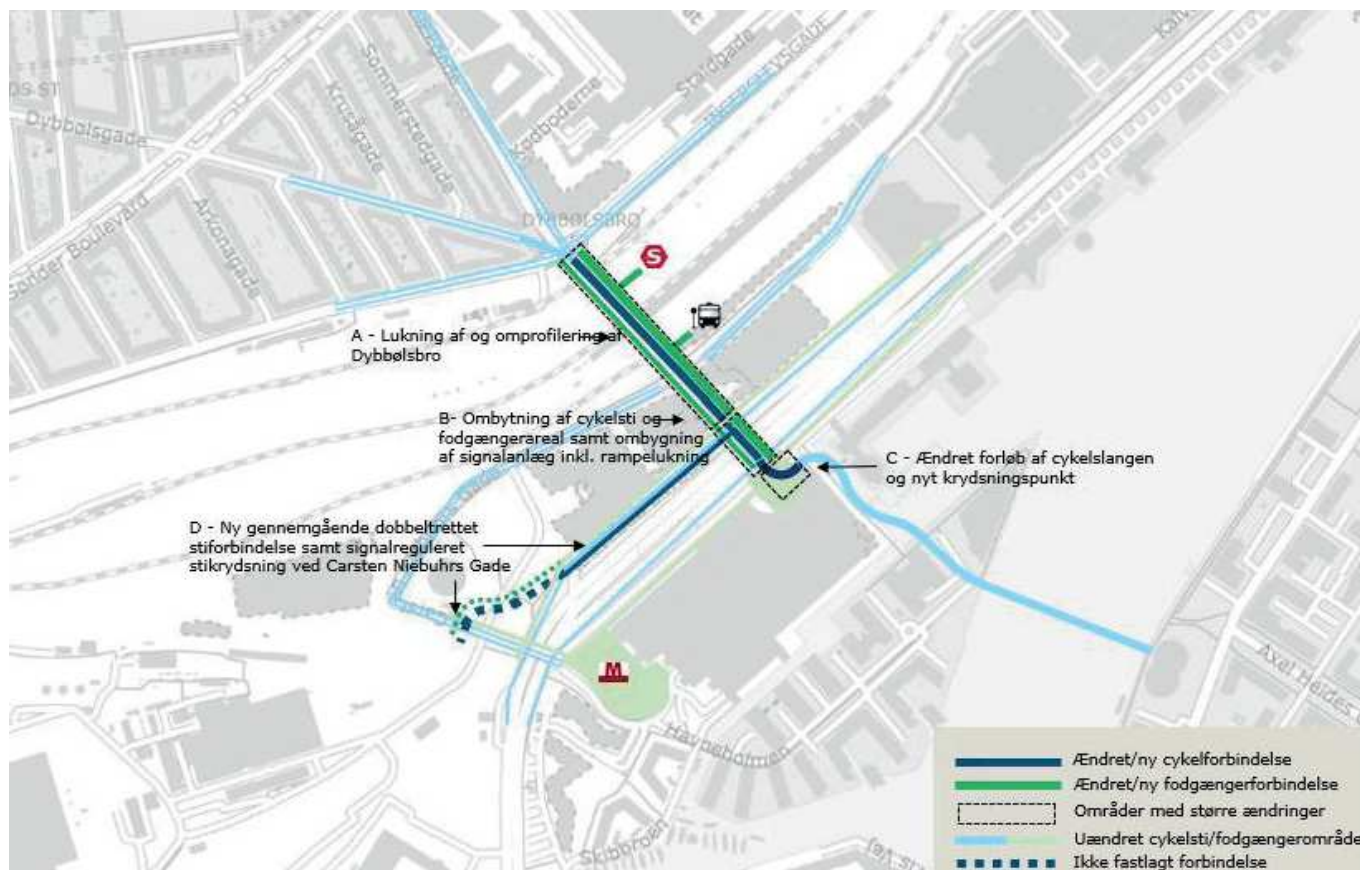 Staldgade
Kødboderne
Sommerstedgade
Krusågade
Dybbølsgade
Arkonagade
Sønder Boulevard
DYBBØLSBRO
S
A - Lukning af og omprofilering af
Dybbølsbro
B- Ombytning af cykelsti og
fodgængerareal samt ombygning
af signalanlæg inkl. rampelukning
C - Ændret forløb af cykelslangen
og nyt krydsningspunkt
D - Ny gennemgående dobbeltrettet
stiforbindelse samt signalreguleret
stikrydsning ved Carsten Niebuhrs Gade
M
Havneholmen
Skibbroen
Axel Heides
Ændret/ny cykelforbindelse
Ændret/ny fodgængerforbindelse
Områder med større ændringer
Uændret cykelsti/fodgængerområde
Ikke fastlagt forbindelse